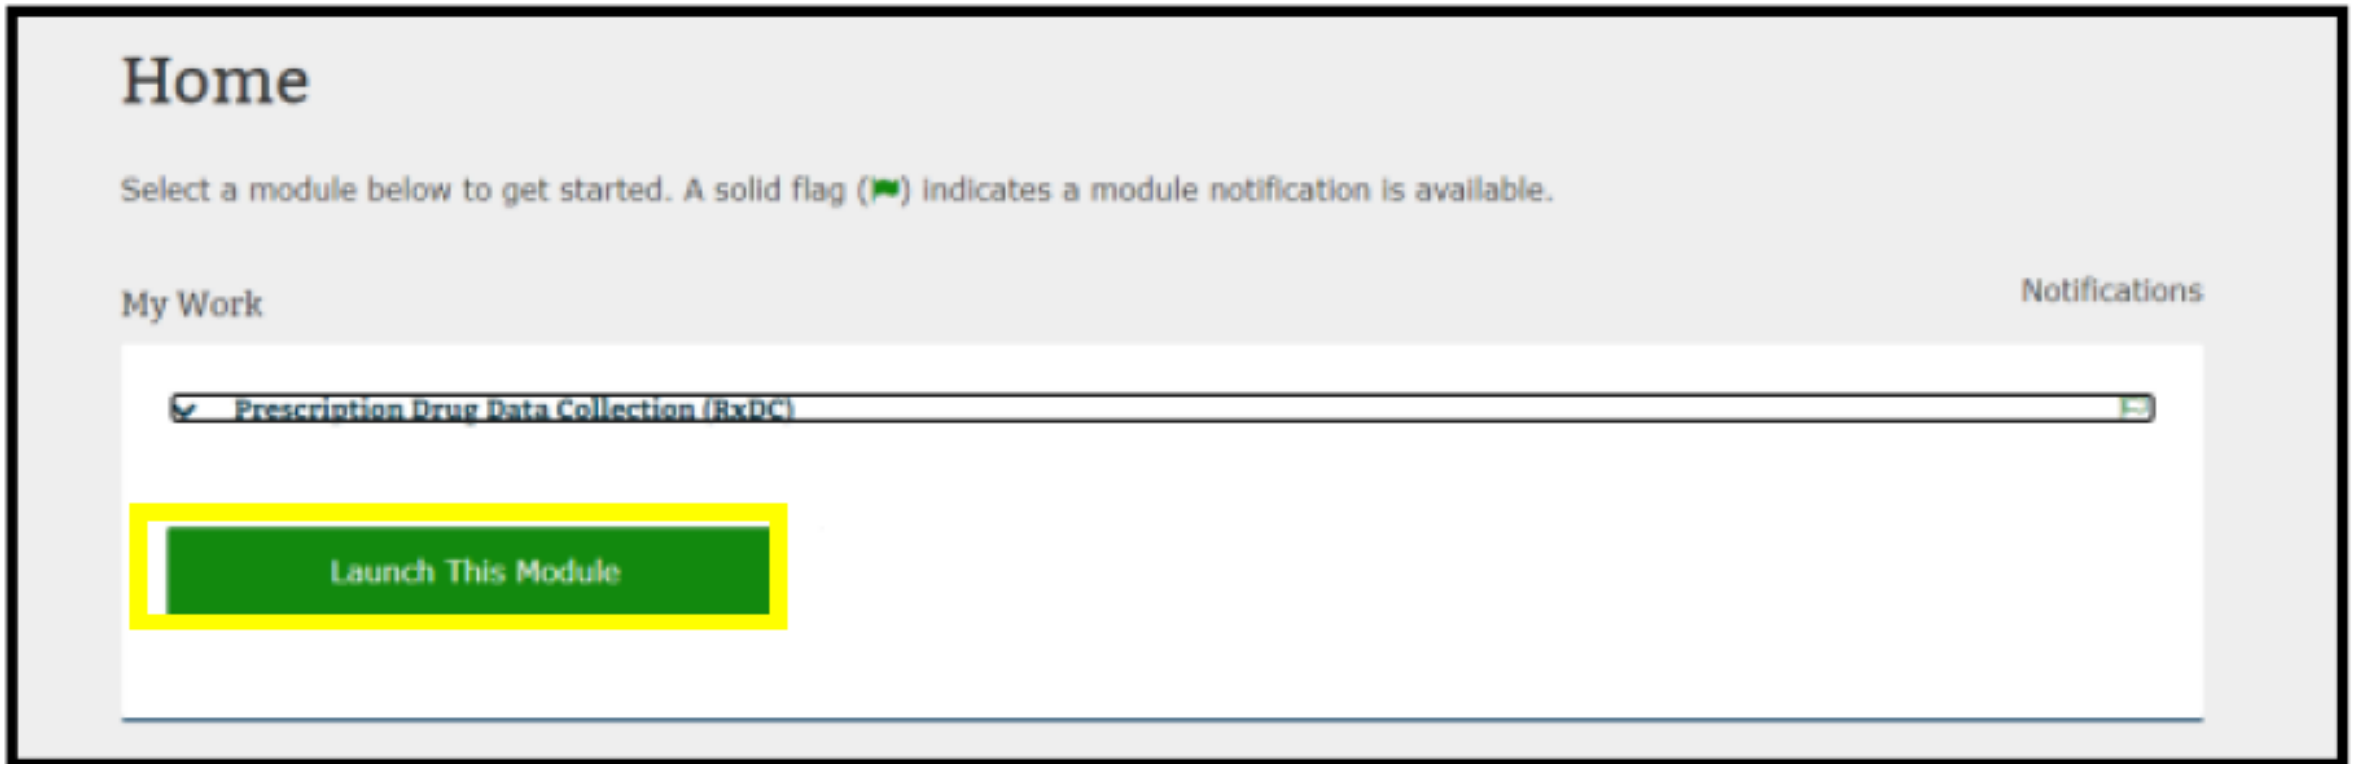 Home
Select a module below to get started. A solid flag () indicates a module notification is available.
Notifications
My Work
Prescription Drug Data Collection (RxDC)
Launch This Module